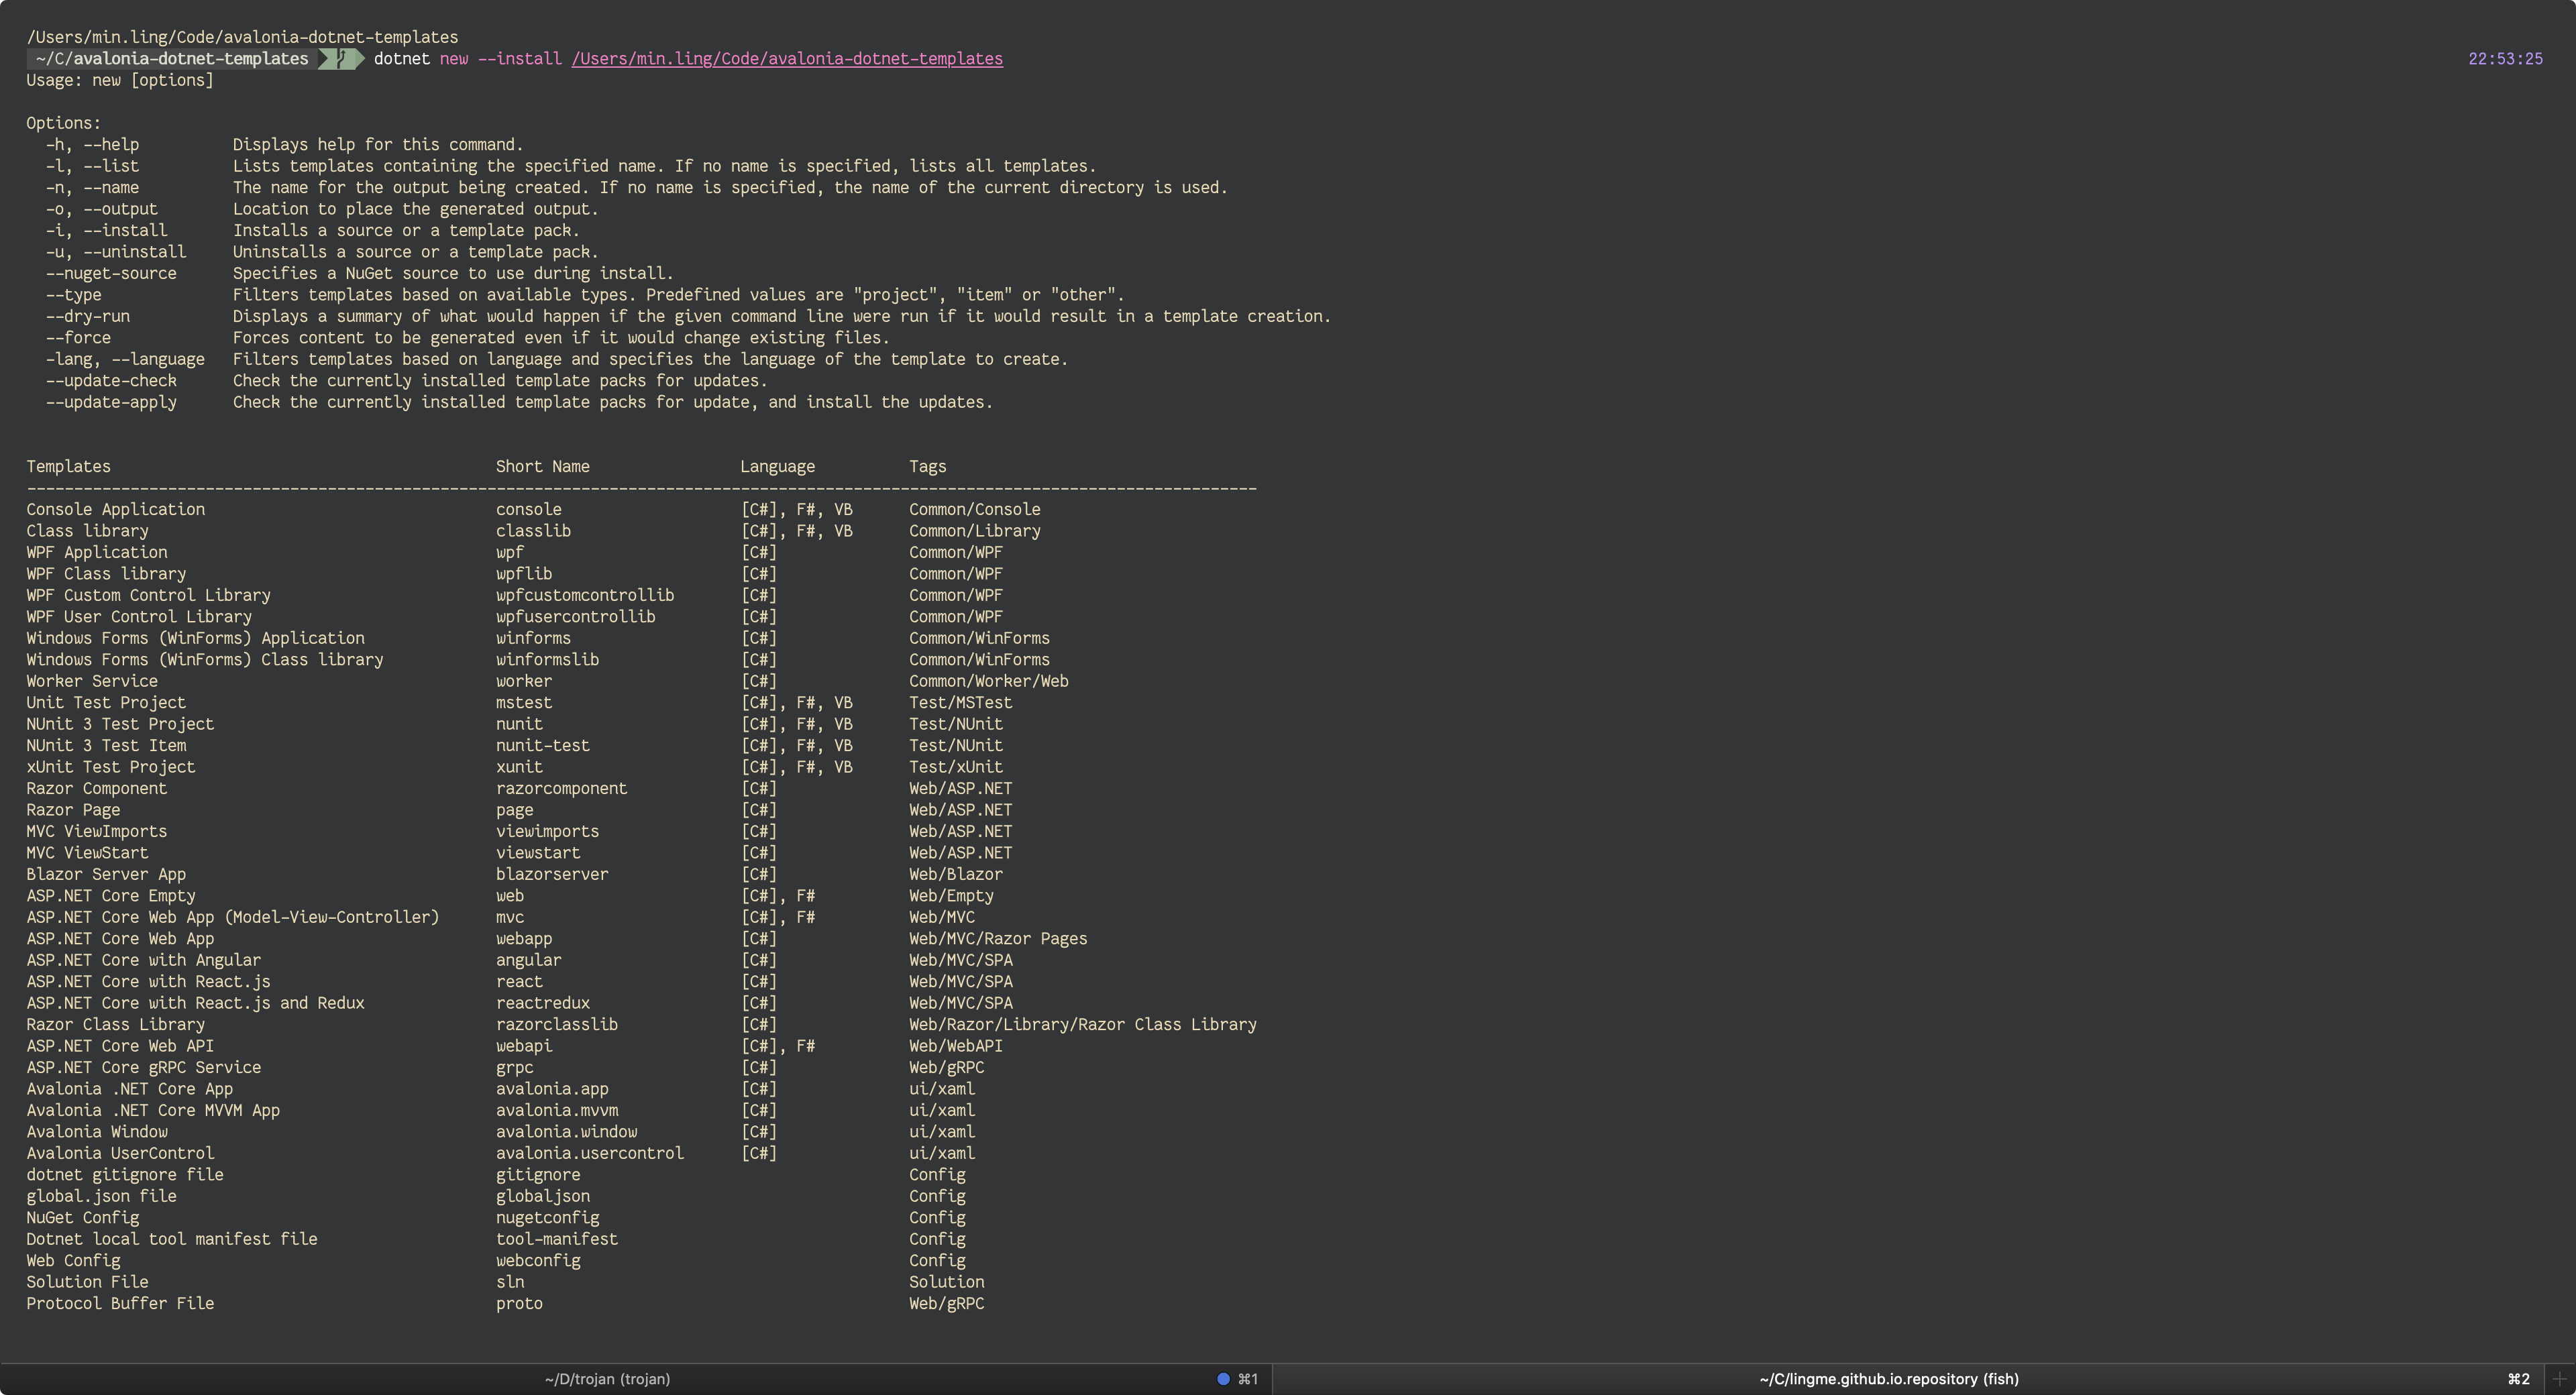 /Users/min.ling/Code/avalonia-dotnet-templates
~/C/avalonia-dotnet-templates dotnet new --install /Users/min.ling/Code/avalonia-dotnet-templates 22:53:25
Usage: new [options]
Options:
-h, --help Displays help for this command.
-l, --list Lists templates containing the specified name. If no name is specified, lists all templates.
-n, --name The name for the output being created. If no name is specified, the name of the current directory is used.
-o, --output Location to place the generated output.
-i, --install Installs a source or a template pack.
-u, --uninstall Uninstalls a source or a template pack.
--nuget-source Specifies a NuGet source to use during install.
--type Filters templates based on available types. Predefined values are "project", "item" or "other".
--dry-run Displays a summary of what would happen if the given command line were run if it would result in a template creation.
--force Forces content to be generated even if it would change existing files.
-lang, --language Filters templates based on language and specifies the language of the template to create.
--update-check Check the currently installed template packs for updates.
--update-apply Check the currently installed template packs for update, and install the updates.
Templates Short Name Language Tags
-----------------------------------------------------------------------------------------------------------------------------------
Console Application console [C#], F#, VB Common/Console
Class library classlib [C#], F#, VB Common/Library
WPF Application wpf [C#] Common/WPF
WPF Class library wpflib [C#] Common/WPF
WPF Custom Control Library wpfcustomcontrollib [C#] Common/WPF
WPF User Control Library wpfusercontrollib [C#] Common/WPF
Windows Forms (WinForms) Application winforms [C#] Common/WinForms
Windows Forms (WinForms) Class library winformslib [C#] Common/WinForms
Worker Service worker [C#] Common/Worker/Web
Unit Test Project mstest [C#], F#, VB Test/MSTest
NUnit 3 Test Project nunit [C#], F#, VB Test/NUnit
NUnit 3 Test Item nunit-test [C#], F#, VB Test/NUnit
xUnit Test Project xunit [C#], F#, VB Test/xUnit
Razor Component razorcomponent [C#] Web/ASP.NET
Razor Page page [C#] Web/ASP.NET
MVC ViewImports viewimports [C#] Web/ASP.NET
MVC ViewStart viewstart [C#] Web/ASP.NET
Blazor Server App blazorserver [C#] Web/Blazor
ASP.NET Core Empty web [C#], F# Web/Empty
ASP.NET Core Web App (Model-View-Controller) mvc [C#], F# Web/MVC
ASP.NET Core Web App webapp [C#] Web/MVC/Razor Pages
ASP.NET Core with Angular angular [C#] Web/MVC/SPA
ASP.NET Core with React.js react [C#] Web/MVC/SPA
ASP.NET Core with React.js and Redux reactredux [C#] Web/MVC/SPA
Razor Class Library razorclasslib [C#] Web/Razor/Library/Razor Class Library
ASP.NET Core Web API webapi [C#], F# Web/WebAPI
ASP.NET Core gRPC Service grpc [C#] Web/gRPC
Avalonia .NET Core App avalonia.app [C#] ui/xaml
Avalonia .NET Core MVVM App avalonia.mvvm [C#] ui/xaml
Avalonia Window avalonia.window [C#] ui/xaml
Avalonia UserControl avalonia.usercontrol [C#] ui/xaml
dotnet gitignore file gitignore Config
global.json file globaljson Config
NuGet Config nugetconfig Config
Dotnet local tool manifest file tool-manifest Config
Web Config webconfig Config
Solution File sln Solution
Protocol Buffer File proto Web/gRPC
~/D/trojan (trojan) ⌘1 ~/C/lingme.github.io.repository (fish) ⌘2